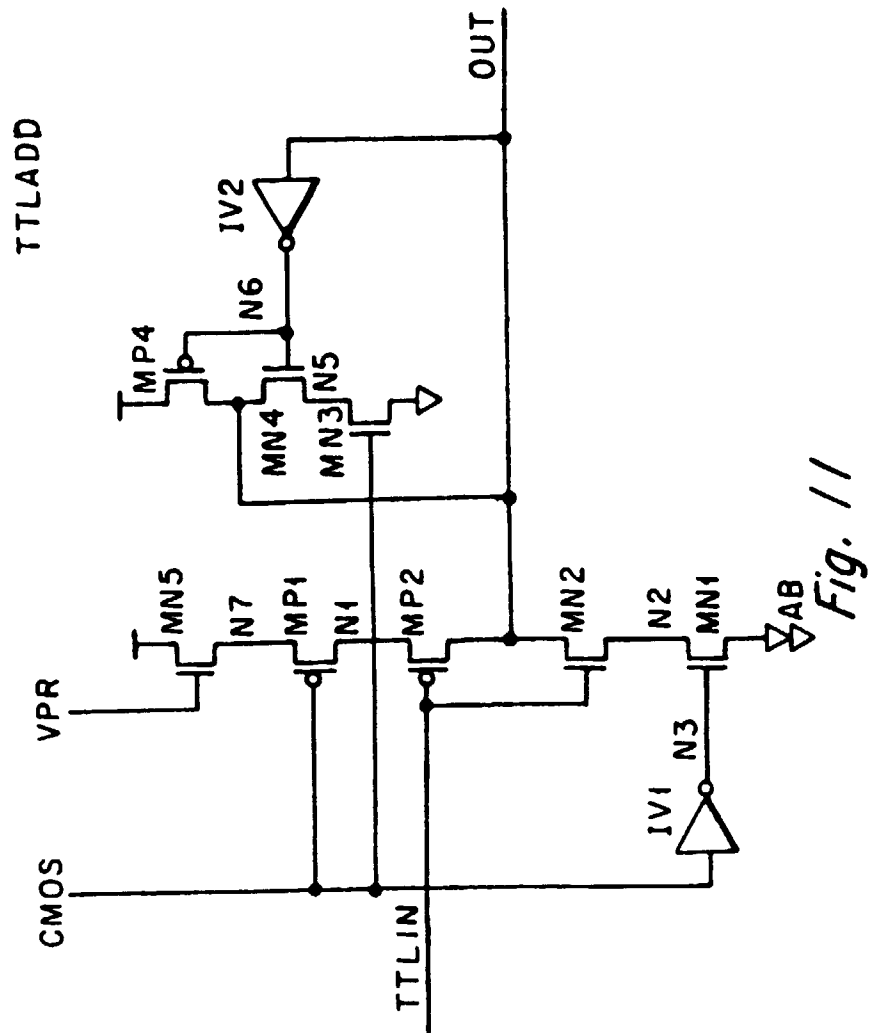 TTLADD
CMOS
VPR
MN5
N7
MP1
N1
MP2
MN2
N2
MN1
AB
N3
IV1
TTLIN
MP4
N6
IV2
MN4
N5
MN3
OUT
Fig. 11